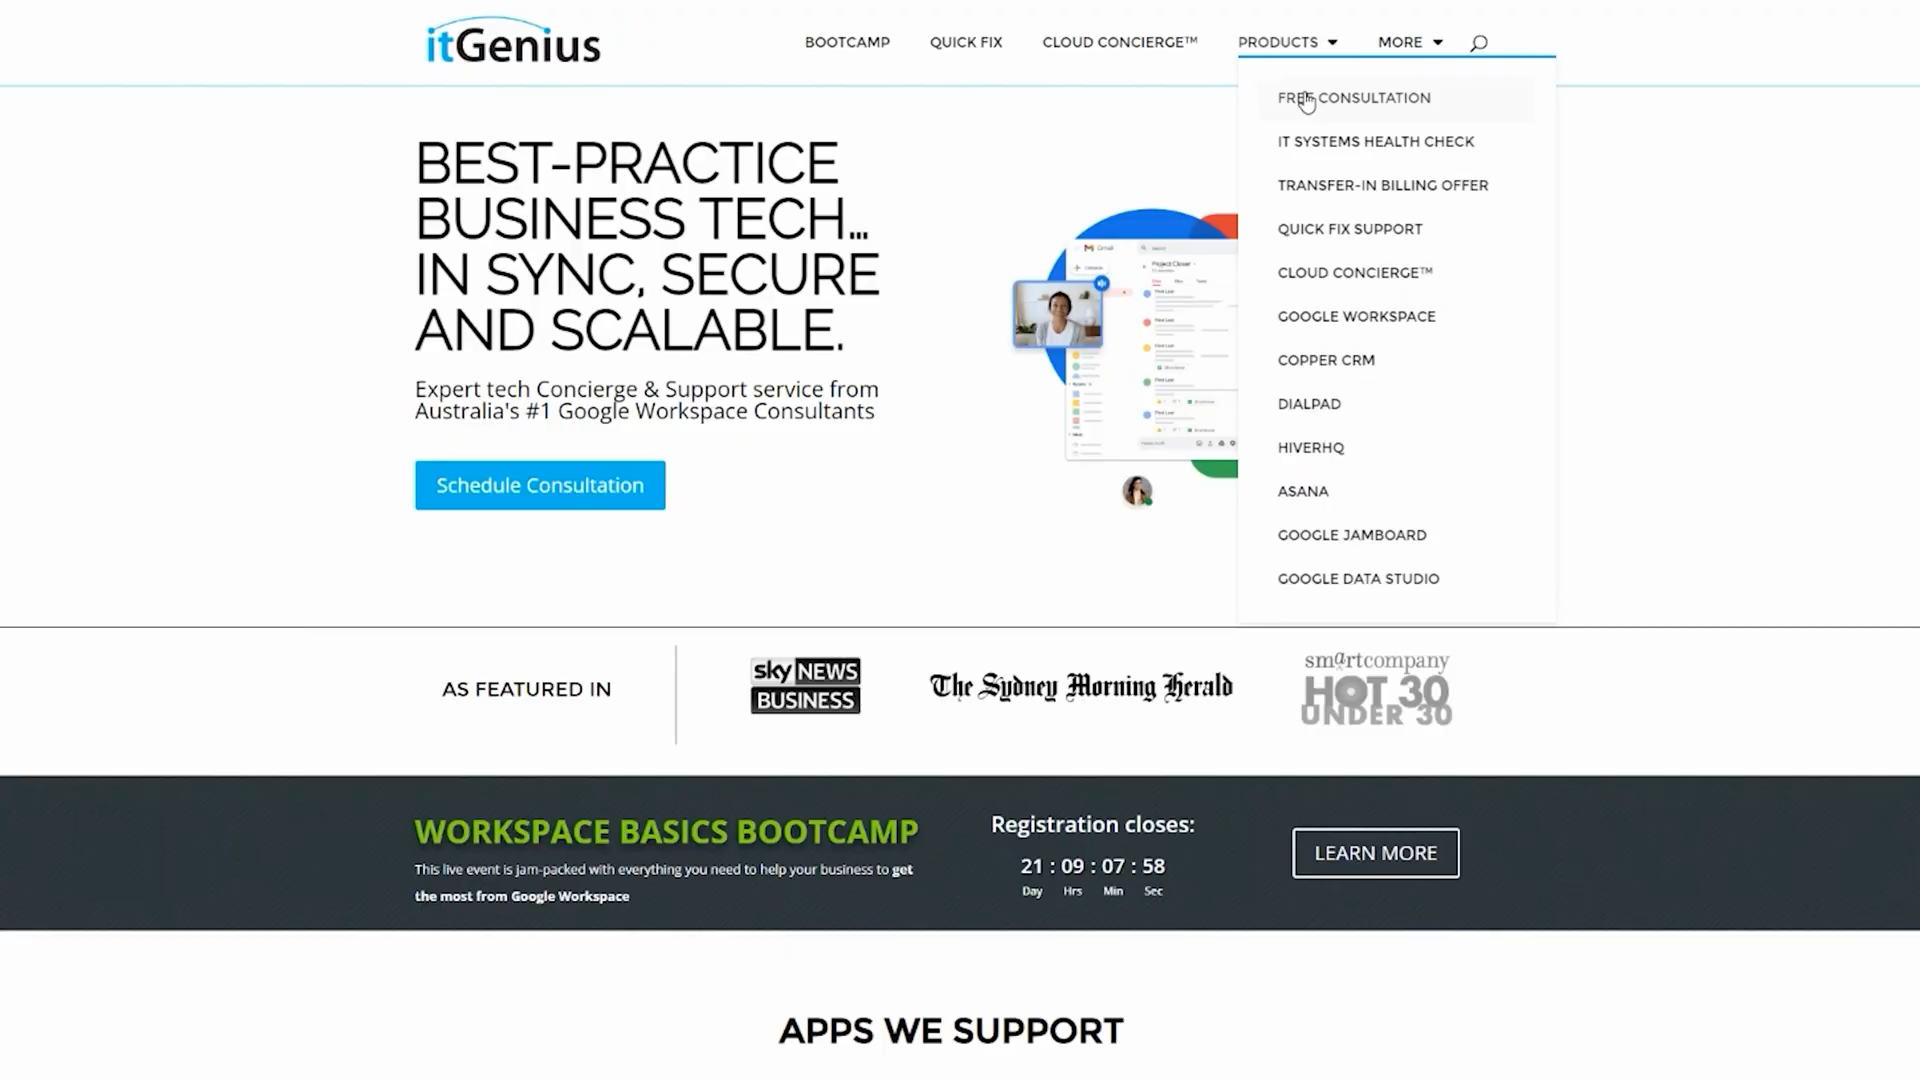 itGenius
BOOTCAMP
QUICK FIX
CLOUD CONCIERGE™
PRODUCTS
MORE
FREE CONSULTATION
IT SYSTEMS HEALTH CHECK
TRANSFER-IN BILLING OFFER
QUICK FIX SUPPORT
CLOUD CONCIERGE™
GOOGLE WORKSPACE
COPPER CRM
DIALPAD
HIVERHQ
ASANA
GOOGLE JAMBOARD
GOOGLE DATA STUDIO
BEST-PRACTICE
BUSINESS TECH...
IN SYNC, SECURE
AND SCALABLE.
Expert tech Concierge & Support service from
Australia's #1 Google Workspace Consultants
Schedule Consultation
Gmail
Project Clover
AS FEATURED IN
sky NEWS
BUSINESS
The Sydney Morning Herald
smartcompany
HOT 30
UNDER 30
WORKSPACE BASICS BOOTCAMP
This live event is jam-packed with everything you need to help your business to get
the most from Google Workspace
Registration closes:
21 : 09 : 07 : 58
Day Hrs Min Sec
LEARN MORE
APPS WE SUPPORT